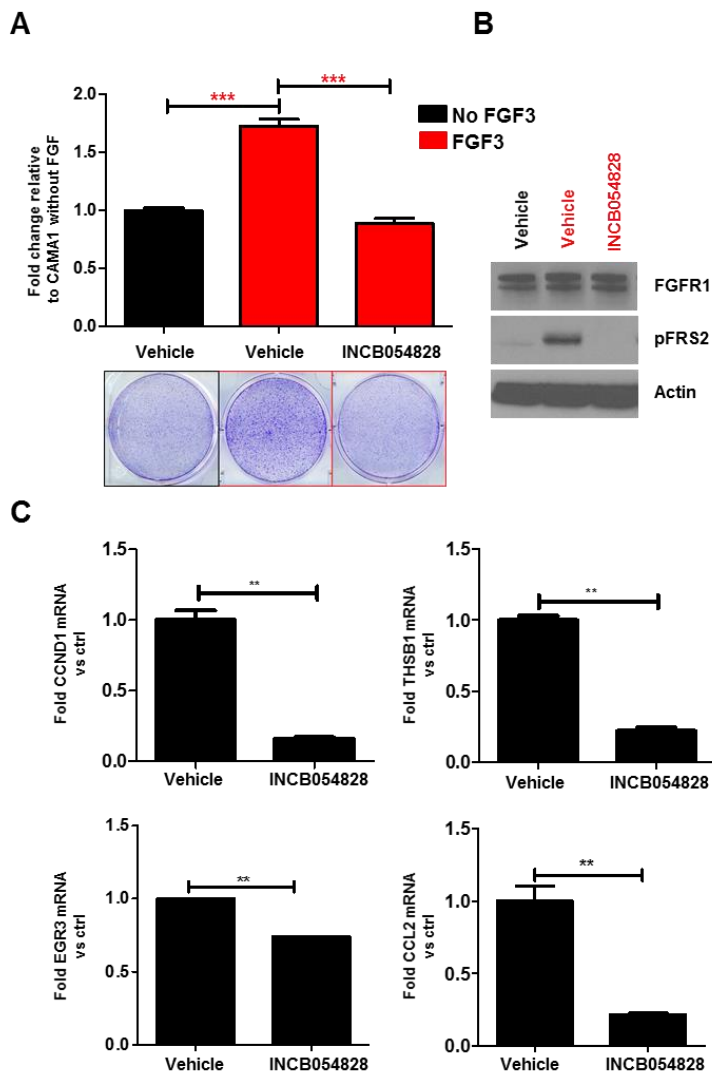 A
B
***
***
2.0
1.5
1.0
0.5
0.0
Fold change relative
to CAMA1 without FGF
No FGF3
FGF3
Vehicle
Vehicle
INCB054828
Vehicle
Vehicle
INCB054828
FGFR1
pFRS2
Actin
C
1.5
1.0
0.5
0.0
Fold CCND1 mRNA
vs ctrl
**
Vehicle
INCB054828
1.5
1.0
0.5
0.0
Fold THSB1 mRNA
vs ctrl
**
Vehicle
INCB054828
1.5
1.0
0.5
0.0
Fold EGR3 mRNA
vs ctrl
**
Vehicle
INCB054828
1.5
1.0
0.5
0.0
Fold CCL2 mRNA
vs ctrl
**
Vehicle
INCB054828